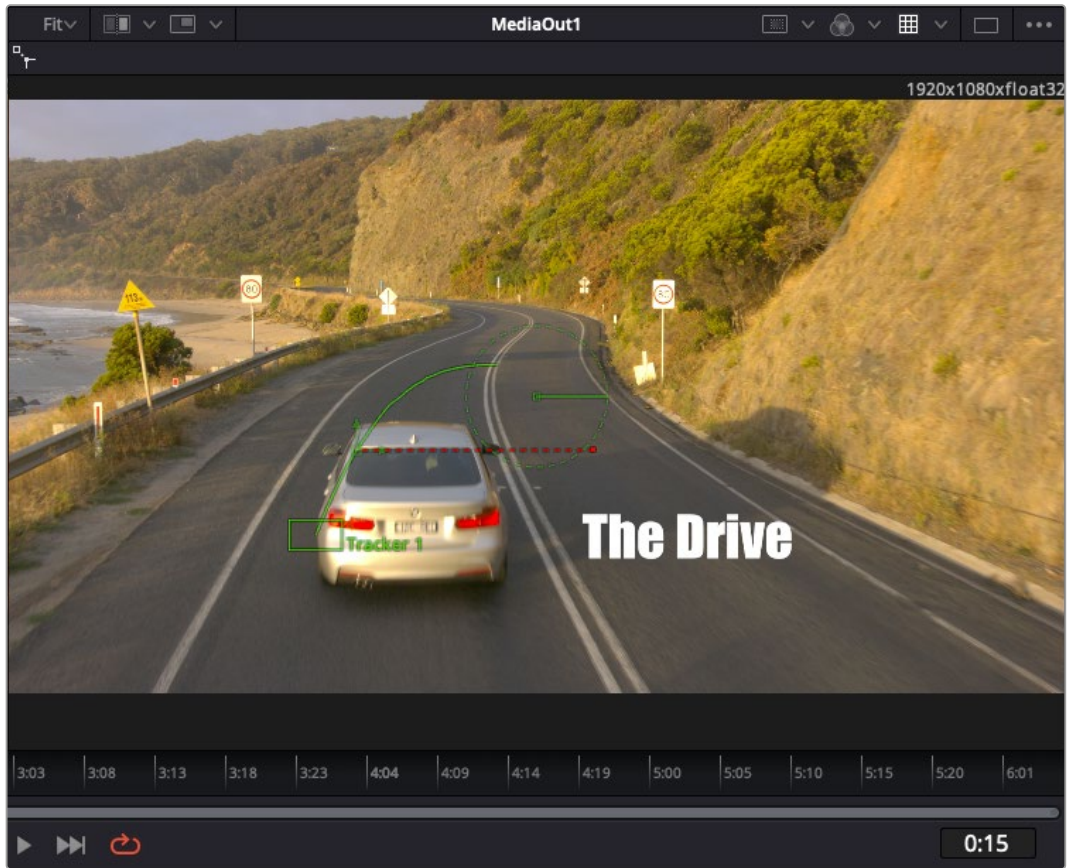 Fit
MediaOut1
1920x1080xfloat32
80
80
Tracker 1
The Drive
3:03 3:08 3:13 3:18 3:23 4:04 4:09 4:14 4:19 5:00 5:05 5:10 5:15 5:20 6:01
0:15